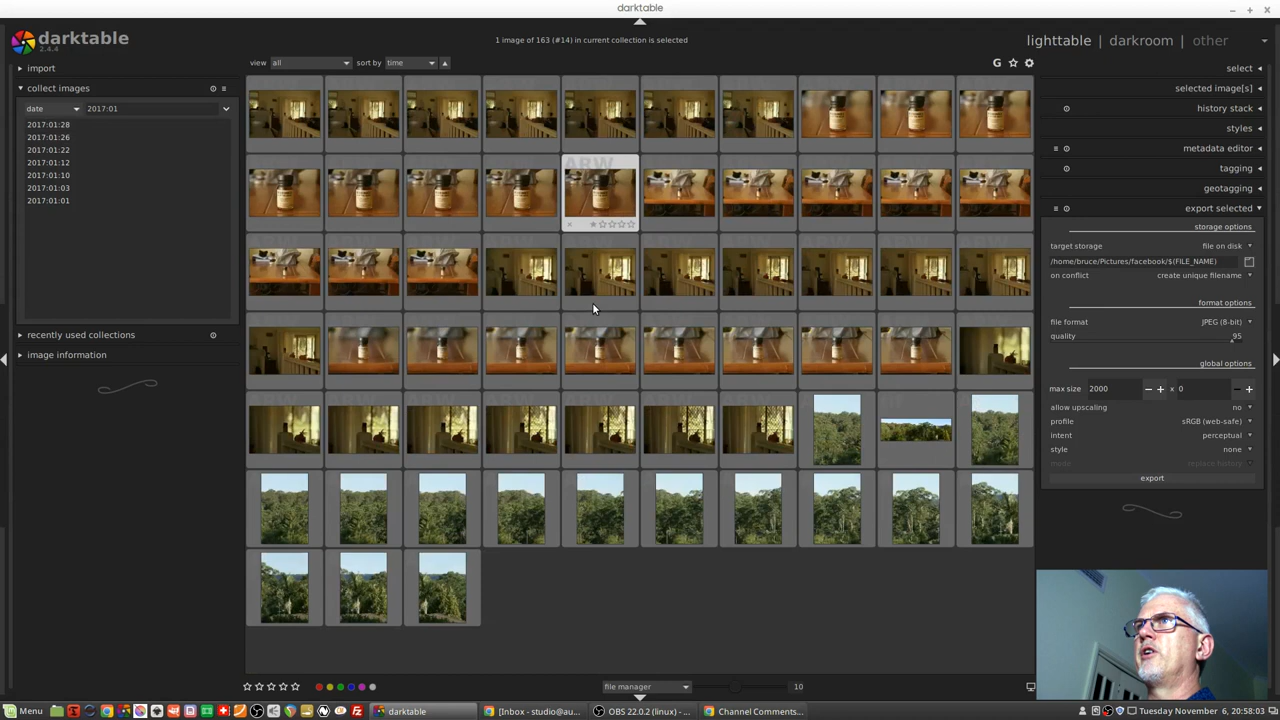 darktable
darktable
2.4.4
1 image of 163 (#14) in current collection is selected
lighttable | darkroom | other
import
collect images
date
2017:01
2017:01:28
2017:01:26
2017:01:22
2017:01:12
2017:01:10
2017:01:03
2017:01:01
recently used collections
image information
view all sort by time
G
ARW
select
selected image[s]
history stack
styles
metadata editor
tagging
geotagging
export selected
storage options
target storage file on disk
/home/bruce/Pictures/facebook/$(FILE_NAME)
on conflict create unique filename
format options
file format JPEG (8-bit)
quality 95
global options
max size 2000 x 0
allow upscaling no
profile sRGB (web-safe)
intent perceptual
style none
mode replace history
export
file manager 10
Menu
darktable
[Inbox - studio@au...
OBS 22.0.2 (linux) - ...
Channel Comments...
Tuesday November 6, 20:58:03